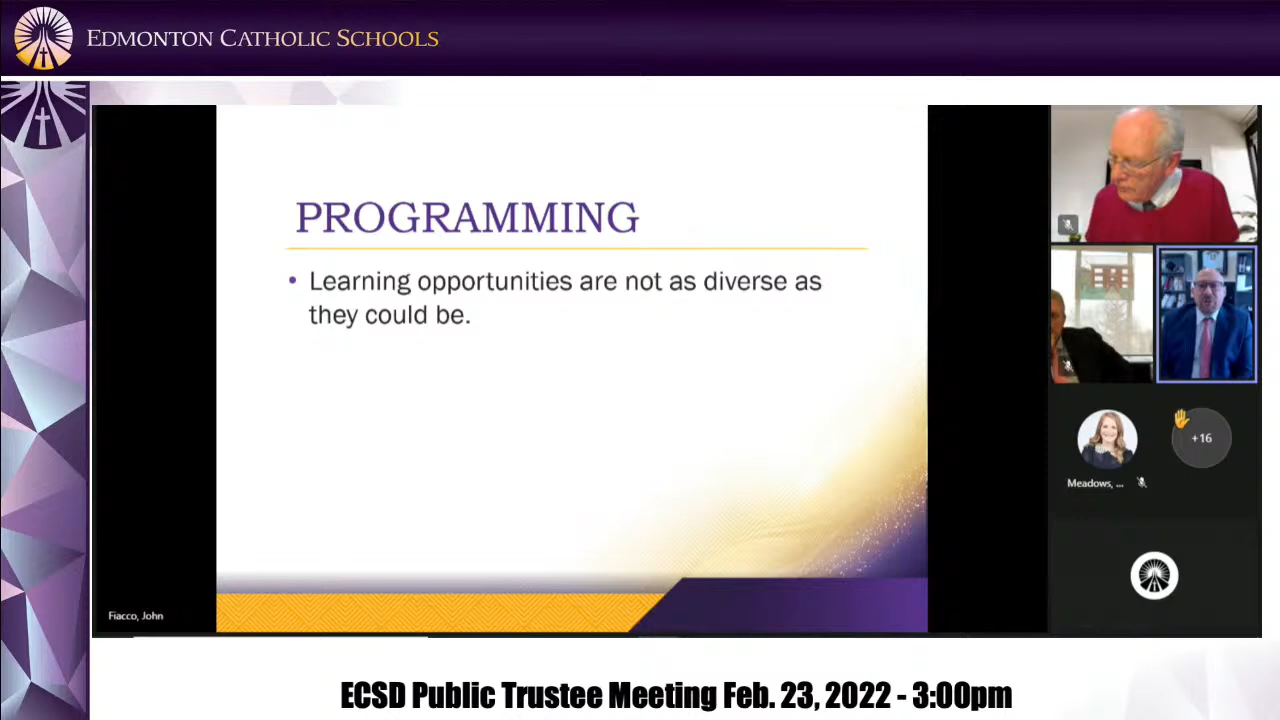 EDMONTON CATHOLIC SCHOOLS
PROGRAMMING
• Learning opportunities are not as diverse as
they could be.
+16
Meadows, ...
Fiacco, John
ECSD Public Trustee Meeting Feb. 23, 2022 - 3:00pm